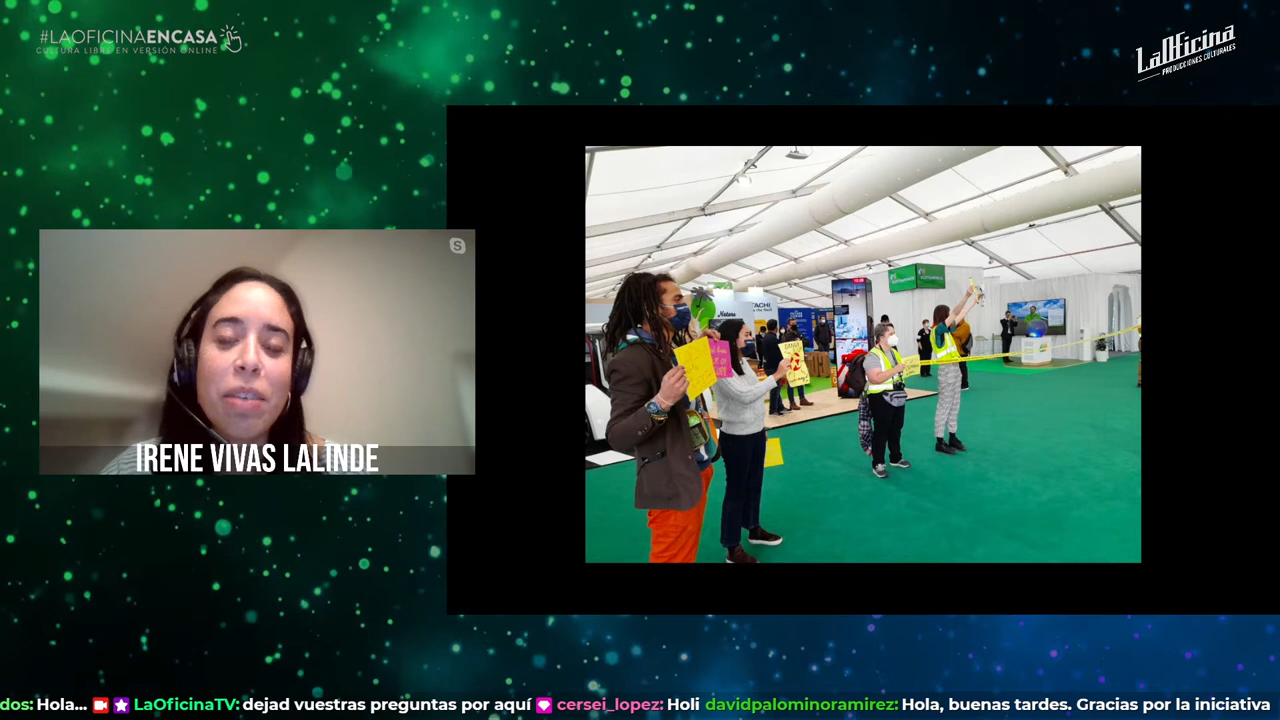 #LAOFICINAENCASA
CULTURA LIBRE EN VERSIÓN ONLINE
LaOficina
PRODUCCIONES CULTURALES
IRENE VIVAS LALINDE
dos: Hola... LaOficinaTV: dejad vuestras preguntas por aquí cersei_lopez: Holi davidpalominoramirez: Hola, buenas tardes. Gracias por la iniciativa